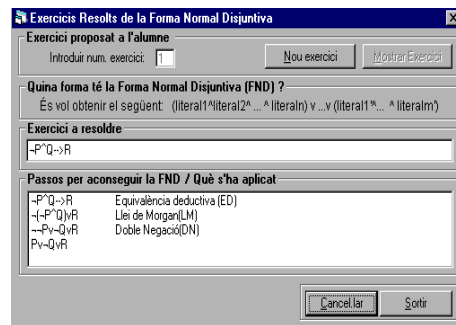 Exercicis Resolts de la Forma Normal Disjuntiva
Exercici proposat a l'alumne
Introduir num. exercici: 1 Nou exercici Mostrar Exercici
Quina forma té la Forma Normal Disjuntiva (FND) ?
És vol obtenir el següent: (literal1^literal2^ ... ^ literaln) v ...v (literal1'^... ^ literalm')
Exercici a resoldre
¬P^Q-->R
Passos per aconseguir la FND / Què s'ha aplicat
¬P^Q-->R Equivalència deductiva (ED)
¬(¬P^Q)vR Llei de Morgan(LM)
¬¬Pv¬QvR Doble Negació(DN)
Pv¬QvR
Cancel.lar Sortir